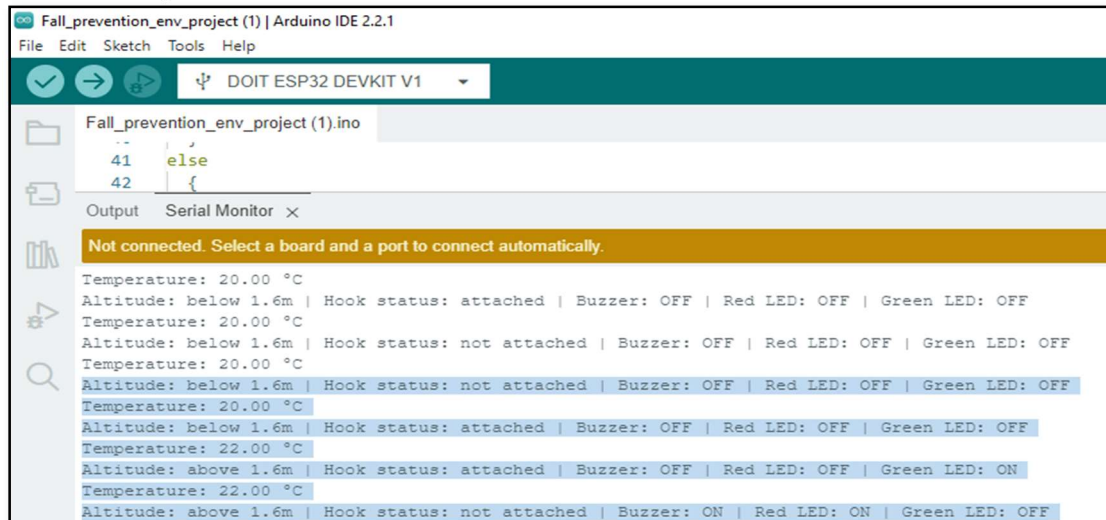 Fall_prevention_env_project (1) | Arduino IDE 2.2.1
File Edit Sketch Tools Help
DOIT ESP32 DEVKIT V1
Fall_prevention_env_project (1).ino
41 else
42 {
Output Serial Monitor ×
Not connected. Select a board and a port to connect automatically.
Temperature: 20.00 °C
Altitude: below 1.6m | Hook status: attached | Buzzer: OFF | Red LED: OFF | Green LED: OFF
Temperature: 20.00 °C
Altitude: below 1.6m | Hook status: not attached | Buzzer: OFF | Red LED: OFF | Green LED: OFF
Temperature: 20.00 °C
Altitude: below 1.6m | Hook status: not attached | Buzzer: OFF | Red LED: OFF | Green LED: OFF
Temperature: 20.00 °C
Altitude: below 1.6m | Hook status: attached | Buzzer: OFF | Red LED: OFF | Green LED: OFF
Temperature: 22.00 °C
Altitude: above 1.6m | Hook status: attached | Buzzer: OFF | Red LED: OFF | Green LED: ON
Temperature: 22.00 °C
Altitude: above 1.6m | Hook status: not attached | Buzzer: ON | Red LED: ON | Green LED: OFF